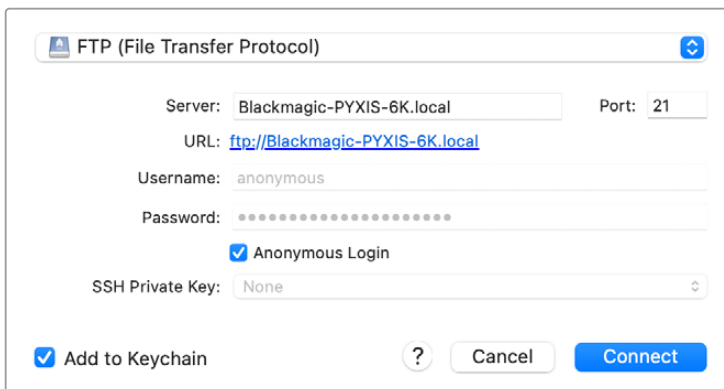 FTP (File Transfer Protocol)
Server: Blackmagic-PYXIS-6K.local Port: 21
URL: ftp://Blackmagic-PYXIS-6K.local
Username: anonymous
Password: ●●●●●●●●●●●●●●●●●●●●●
Anonymous Login
SSH Private Key: None
Add to Keychain ? Cancel Connect